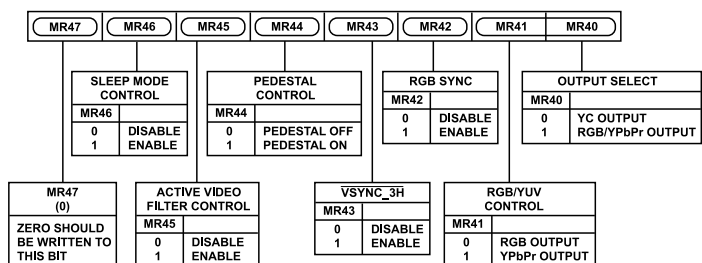 MR47 MR46 MR45 MR44 MR43 MR42 MR41 MR40
SLEEP MODE
CONTROL
MR46
0 DISABLE
1 ENABLE
PEDESTAL
CONTROL
MR44
0 PEDESTAL OFF
1 PEDESTAL ON
RGB SYNC
MR42
0 DISABLE
1 ENABLE
OUTPUT SELECT
MR40
0 YC OUTPUT
1 RGB/YPbPr OUTPUT
MR47
(0)
ZERO SHOULD
BE WRITTEN TO
THIS BIT
ACTIVE VIDEO
FILTER CONTROL
MR45
0 DISABLE
1 ENABLE
VSYNC_3H
MR43
0 DISABLE
1 ENABLE
RGB/YUV
CONTROL
MR41
0 RGB OUTPUT
1 YPbPr OUTPUT